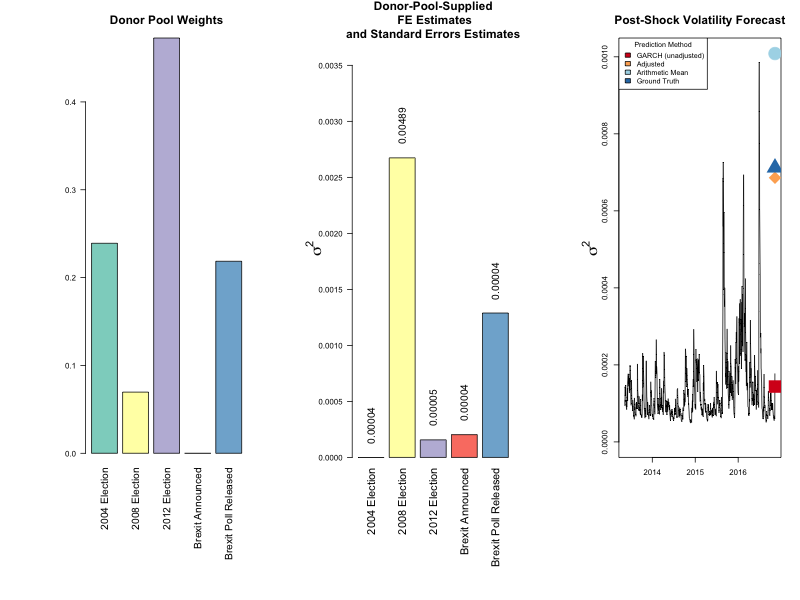 Donor Pool Weights
0.4
0.3
0.2
0.1
0.0
2004 Election
2008 Election
2012 Election
Brexit Announced
Brexit Poll Released
Donor-Pool-Supplied
FE Estimates
and Standard Errors Estimates
σ²
0.0035
0.0030
0.0025
0.0020
0.0015
0.0010
0.0005
0.0000
0.00004
0.00489
0.00005
0.00004
0.00004
2004 Election
2008 Election
2012 Election
Brexit Announced
Brexit Poll Released
Post-Shock Volatility Forecast
σ²
0.0010
0.0008
0.0006
0.0004
0.0002
0.0000
Prediction Method
GARCH (unadjusted)
Adjusted
Arithmetic Mean
Ground Truth
2014
2015
2016